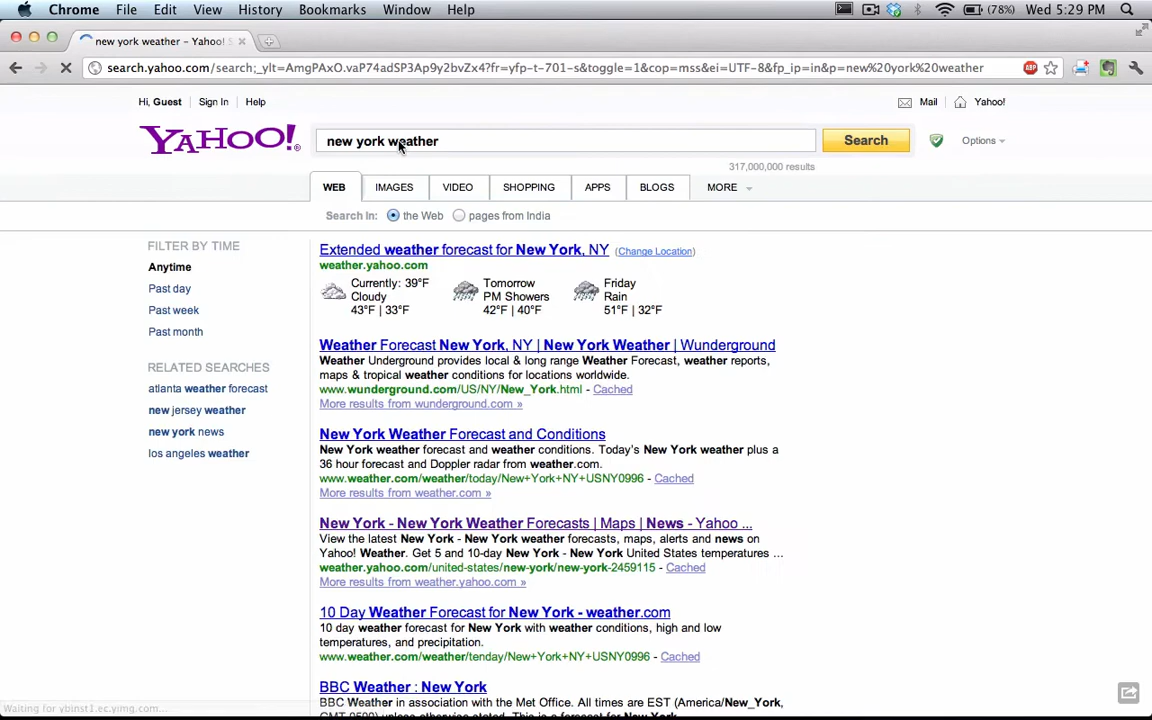 Chrome File Edit View History Bookmarks Window Help (78%) Wed 5:29 PM
new york weather - Yahoo! S
search.yahoo.com/search;_ylt=AmgPAxO.vaP74adSP3Ap9y2bvZx4?fr=yfp-t-701-s&toggle=1&cop=mss&ei=UTF-8&fp_ip=in&p=new%20york%20weather ABP
Hi, Guest Sign In Help Mail Yahoo!
YAHOO! new york weather Search Options
317,000,000 results
WEB IMAGES VIDEO SHOPPING APPS BLOGS MORE
Search In: the Web pages from India
FILTER BY TIME
Anytime
Past day
Past week
Past month
RELATED SEARCHES
atlanta weather forecast
new jersey weather
new york news
los angeles weather
Extended weather forecast for New York, NY (Change Location)
weather.yahoo.com
Currently: 39°F Tomorrow Friday
Cloudy PM Showers Rain
43°F | 33°F 42°F | 40°F 51°F | 32°F
Weather Forecast New York, NY | New York Weather | Wunderground
Weather Underground provides local & long range Weather Forecast, weather reports,
maps & tropical weather conditions for locations worldwide.
www.wunderground.com/US/NY/New_York.html - Cached
More results from wunderground.com »
New York Weather Forecast and Conditions
New York weather forecast and weather conditions. Today's New York weather plus a
36 hour forecast and Doppler radar from weather.com.
www.weather.com/weather/today/New+York+NY+USNY0996 - Cached
More results from weather.com »
New York - New York Weather Forecasts | Maps | News - Yahoo ...
View the latest New York - New York weather forecasts, maps, alerts and news on
Yahoo! Weather. Get 5 and 10-day New York - New York United States temperatures ...
weather.yahoo.com/united-states/new-york/new-york-2459115 - Cached
More results from weather.yahoo.com »
10 Day Weather Forecast for New York - weather.com
10 day weather forecast for New York with weather conditions, high and low
temperatures, and precipitation.
www.weather.com/weather/tenday/New+York+NY+USNY0996 - Cached
BBC Weather : New York
BBC Weather in association with the Met Office. All times are EST (America/New_York,
GMT-0500) unless otherwise stated. This is a forecast for New York.
Waiting for ybinst1.ec.yimg.com...